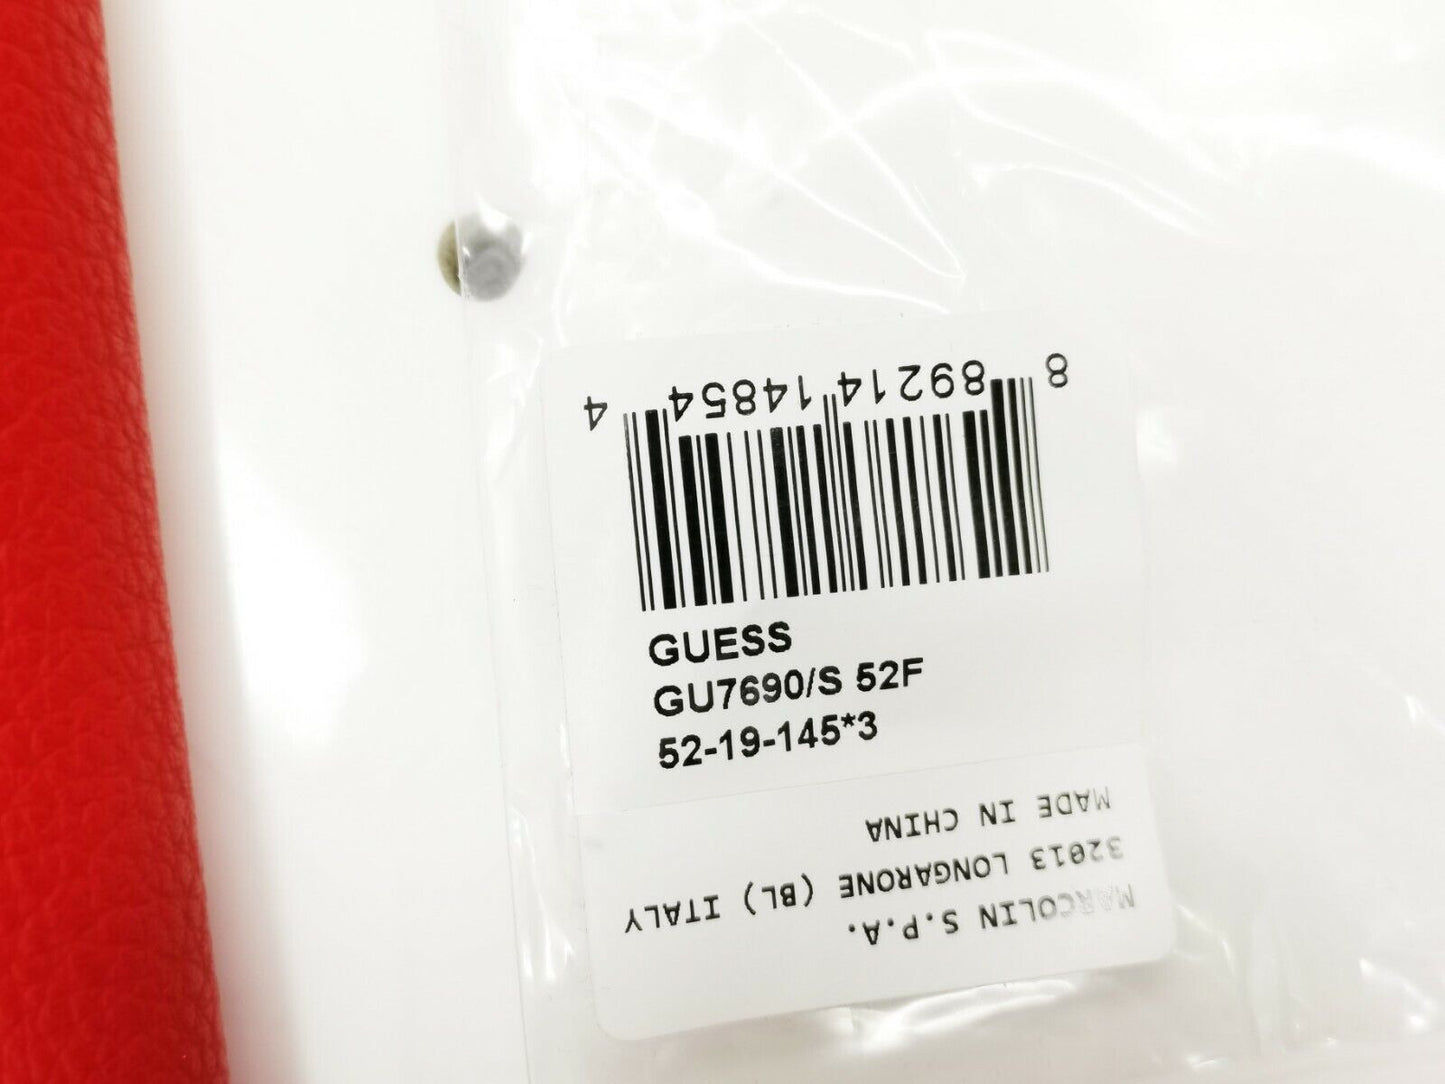 8 89214 14854 4
GUESS
GU7690/S 52F
52-19-145*3
MARCOLIN S.P.A.
32013 LONGARONE (BL) ITALY
MADE IN CHINA